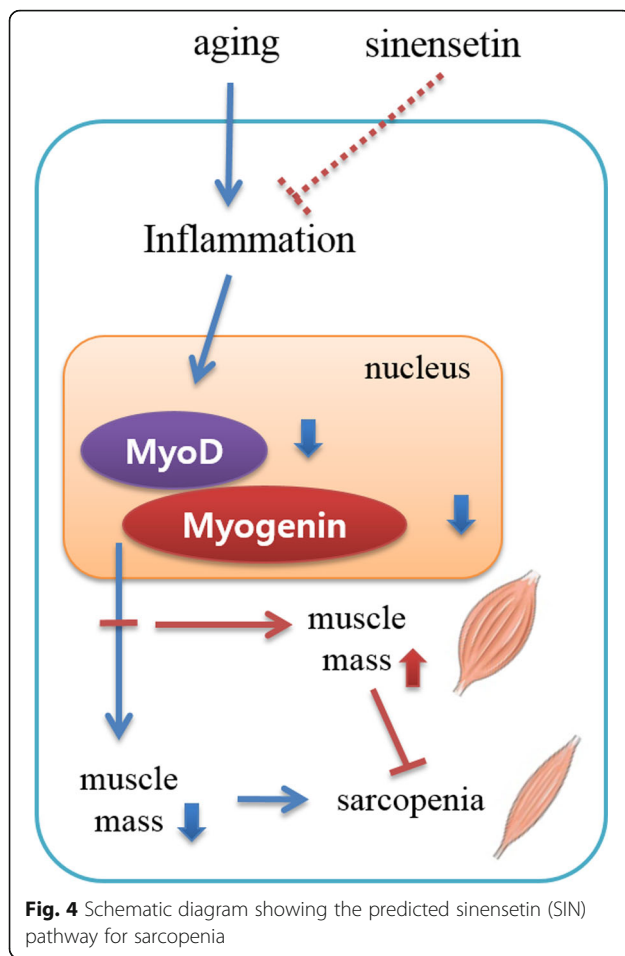 aging sinensetin
Inflammation
nucleus
MyoD
Myogenin
muscle
mass
muscle
mass
sarcopenia
Fig. 4 Schematic diagram showing the predicted sinensetin (SIN)
pathway for sarcopenia